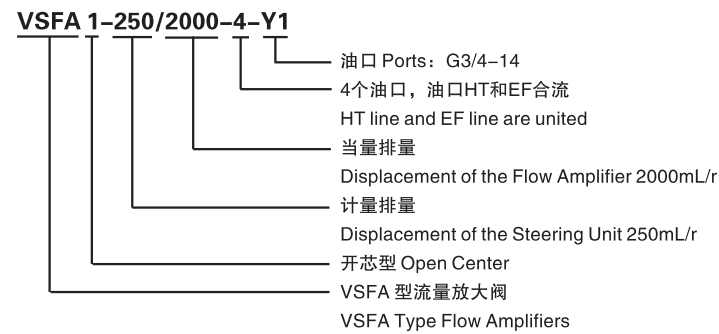 VSFA 1-250/2000-4-Y1
油口 Ports：G3/4-14
4个油口，油口HT和EF合流
HT line and EF line are united
当量排量
Displacement of the Flow Amplifier 2000mL/r
计量排量
Displacement of the Steering Unit 250mL/r
开芯型 Open Center
VSFA 型流量放大阀
VSFA Type Flow Amplifiers